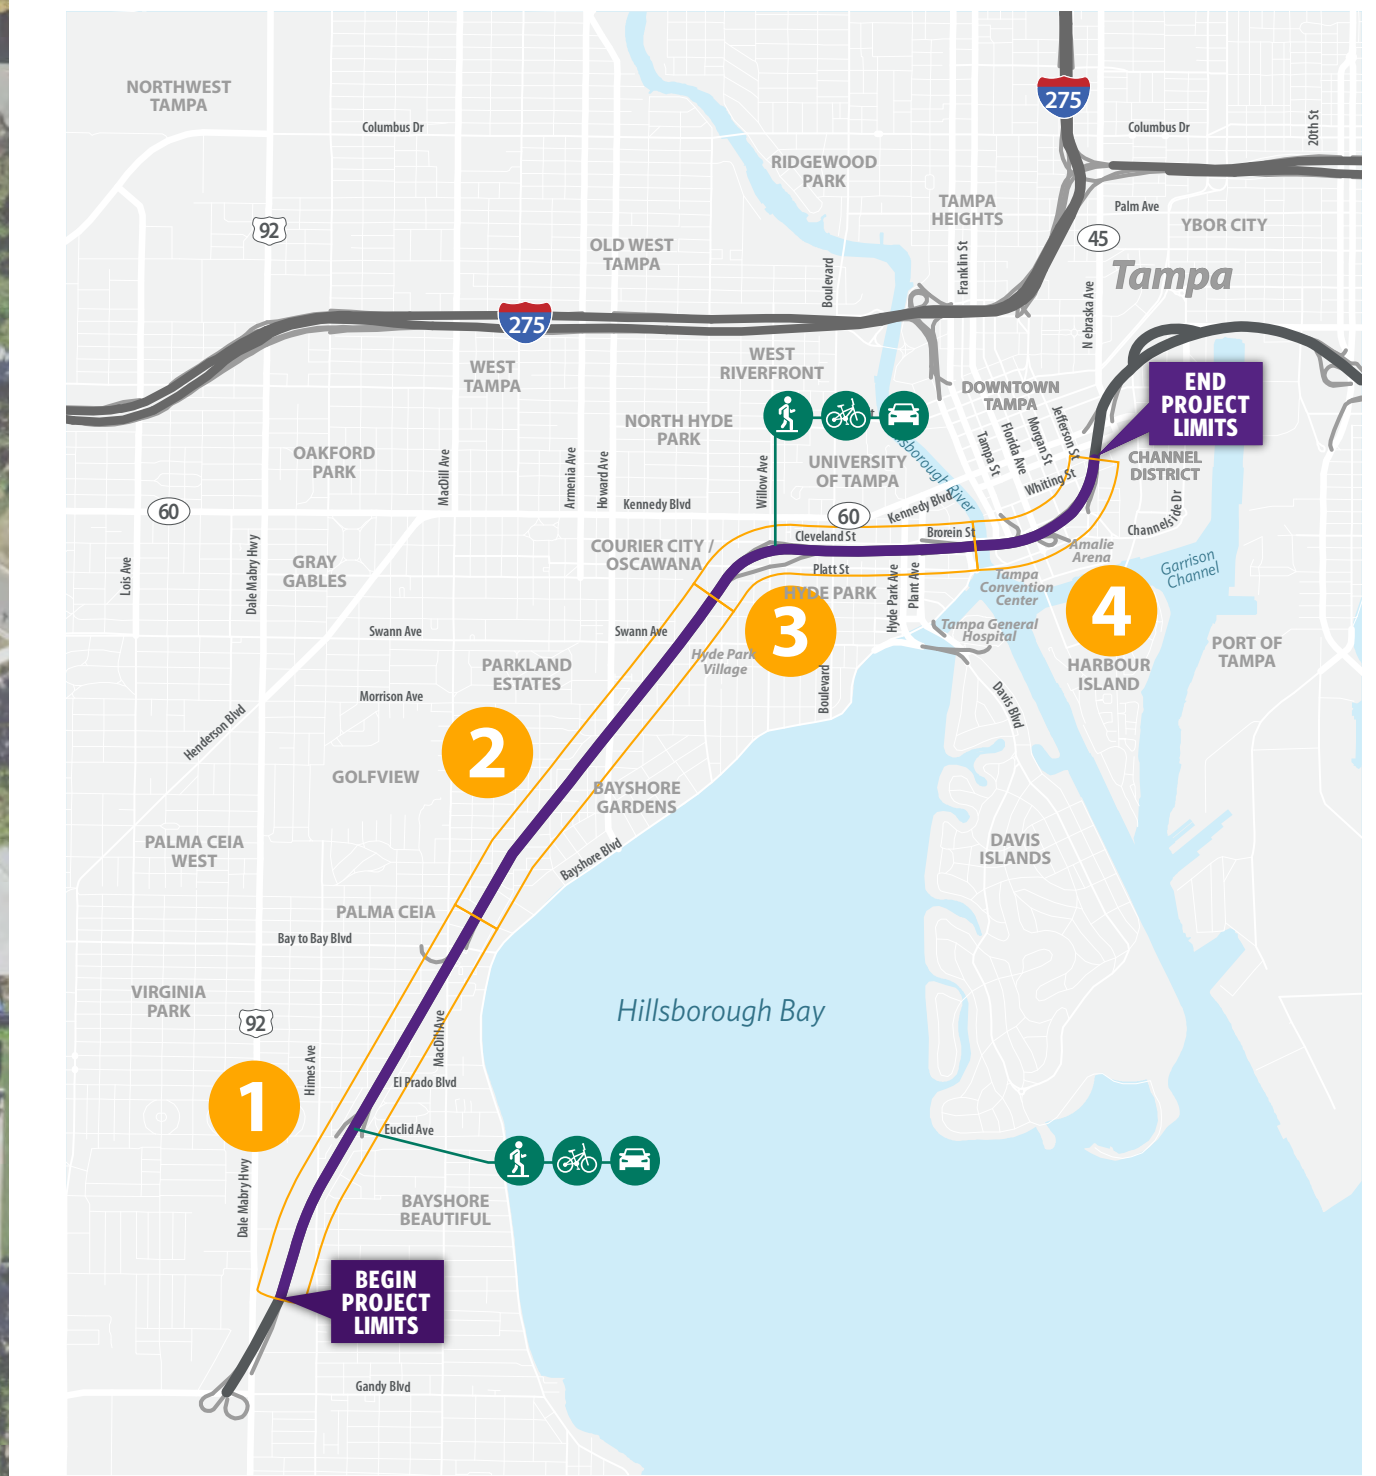 NORTHWEST
TAMPA
275
Columbus Dr
Columbus Dr
20th St
RIDGEWOOD
PARK
92
TAMPA
HEIGHTS
Palm Ave
YBOR CITY
45
OLD WEST
TAMPA
Boulevard
Franklin St
Tampa
N ebraska Ave
275
WEST
TAMPA
WEST
RIVERFRONT
DOWNTOWN
TAMPA
END
PROJECT
LIMITS
NORTH HYDE
PARK
Jefferson St
Morgan St
Florida Ave
Tampa St
OAKFORD
PARK
MacDill Ave
Armenia Ave
Howard Ave
Willow Ave
UNIVERSITY
OF TAMPA
lsborough River
CHANNEL
DISTRICT
Whiting St
60
Kennedy Blvd
Kennedy Blvd
60
Channelside Dr
Cleveland St
Brorein St
COURIER CITY /
OSCAWANA
Amalie
Arena
Garrison
Channel
Lois Ave
Dale Mabry Hwy
GRAY
GABLES
Platt St
Hyde Park Ave
Plant Ave
Tampa
Convention
Center
HYDE PARK
4
3
Swann Ave
Swann Ave
Tampa General
Hospital
PORT OF
TAMPA
Hyde Park
Village
PARKLAND
ESTATES
HARBOUR
ISLAND
Morrison Ave
Boulevard
Davis Blvd
Henderson Blvd
2
GOLFVIEW
BAYSHORE
GARDENS
PALMA CEIA
WEST
Bayshore Blvd
DAVIS
ISLANDS
PALMA CEIA
Bay to Bay Blvd
VIRGINIA
PARK
Hillsborough Bay
92
MacDill Ave
Himes Ave
El Prado Blvd
1
Euclid Ave
Dale Mabry Hwy
BAYSHORE
BEAUTIFUL
BEGIN
PROJECT
LIMITS
Gandy Blvd